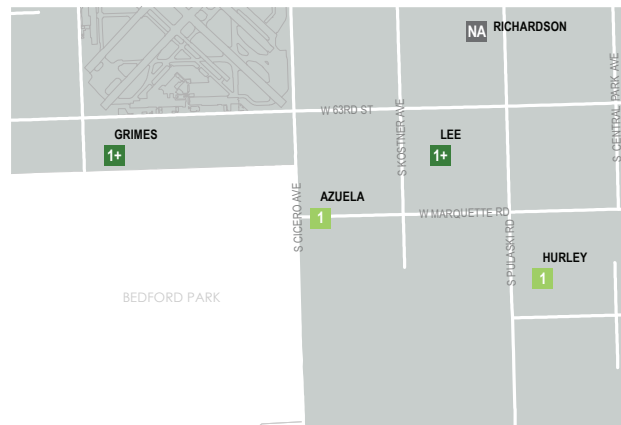 NA RICHARDSON
S CENTRAL PARK AVE
W 63RD ST
S KOSTNER AVE
GRIMES
1+
LEE
1+
S CICERO AVE
AZUELA
1
W MARQUETTE RD
S PULASKI RD
HURLEY
1
BEDFORD PARK